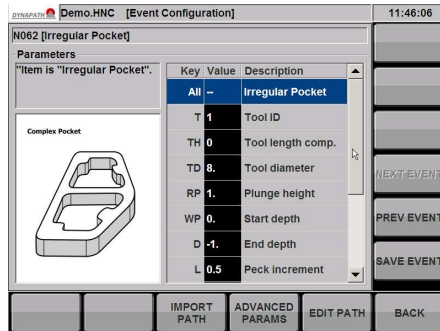 DYNAPATH Demo.HNC [Event Configuration] 11:46:06
N062 [Irregular Pocket]
Parameters
"Item is "Irregular Pocket".
Key Value Description
All -- Irregular Pocket
T 1 Tool ID
TH 0 Tool length comp.
TD 8. Tool diameter
RP 1. Plunge height
WP 0. Start depth
D -1. End depth
L 0.5 Peck increment
Complex Pocket
NEXT EVENT
PREV EVENT
SAVE EVENT
IMPORT PATH
ADVANCED PARAMS
EDIT PATH
BACK